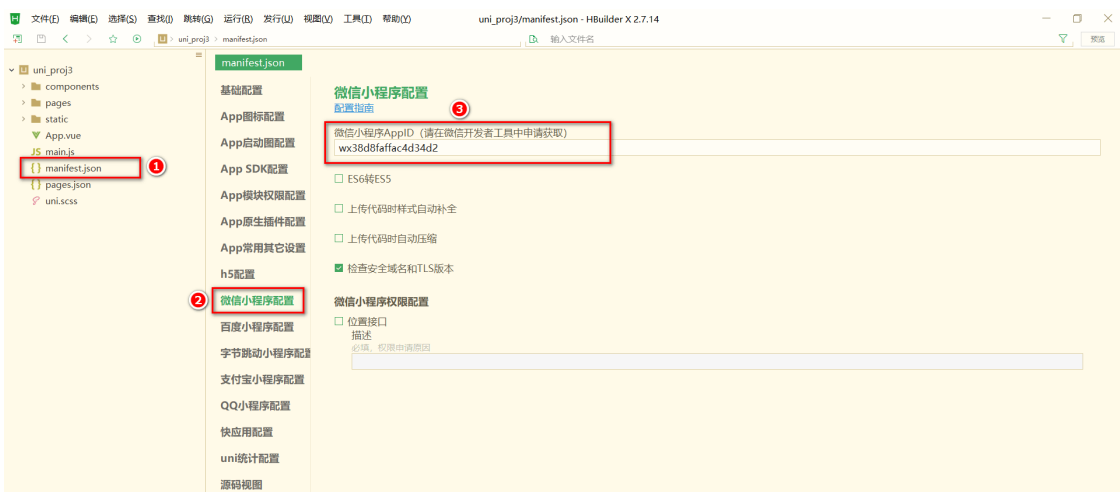 文件(F) 编辑(E) 选择(S) 查找(I) 跳转(G) 运行(R) 发行(U) 视图(V) 工具(T) 帮助(Y) uni_proj3/manifest.json - HBuilder X 2.7.14
uni_proj3 > manifest.json 输入文件名 预览
uni_proj3
components
pages
static
App.vue
JS main.js
{ } manifest.json
1
{ } pages.json
uni.scss
manifest.json
基础配置
App图标配置
App启动图配置
App SDK配置
App模块权限配置
App原生插件配置
App常用其它设置
h5配置
2
微信小程序配置
百度小程序配置
字节跳动小程序配置
支付宝小程序配置
QQ小程序配置
快应用配置
uni统计配置
源码视图
微信小程序配置
配置指南
3
微信小程序AppID（请在微信开发者工具中申请获取）
wx38d8faffac4d34d2
ES6转ES5
上传代码时样式自动补全
上传代码时自动压缩
检查安全域名和TLS版本
微信小程序权限配置
位置接口
描述
必填，权限申请原因